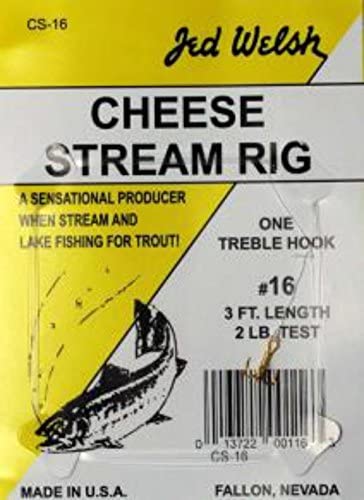 CS-16
Jed Welsh
CHEESE
STREAM RIG
A SENSATIONAL PRODUCER
WHEN STREAM AND
LAKE FISHING FOR TROUT!
ONE
TREBLE HOOK
#16
3 FT. LENGTH
2 LB. TEST
0 13722 00116
CS-16
MADE IN U.S.A.
FALLON, NEVADA